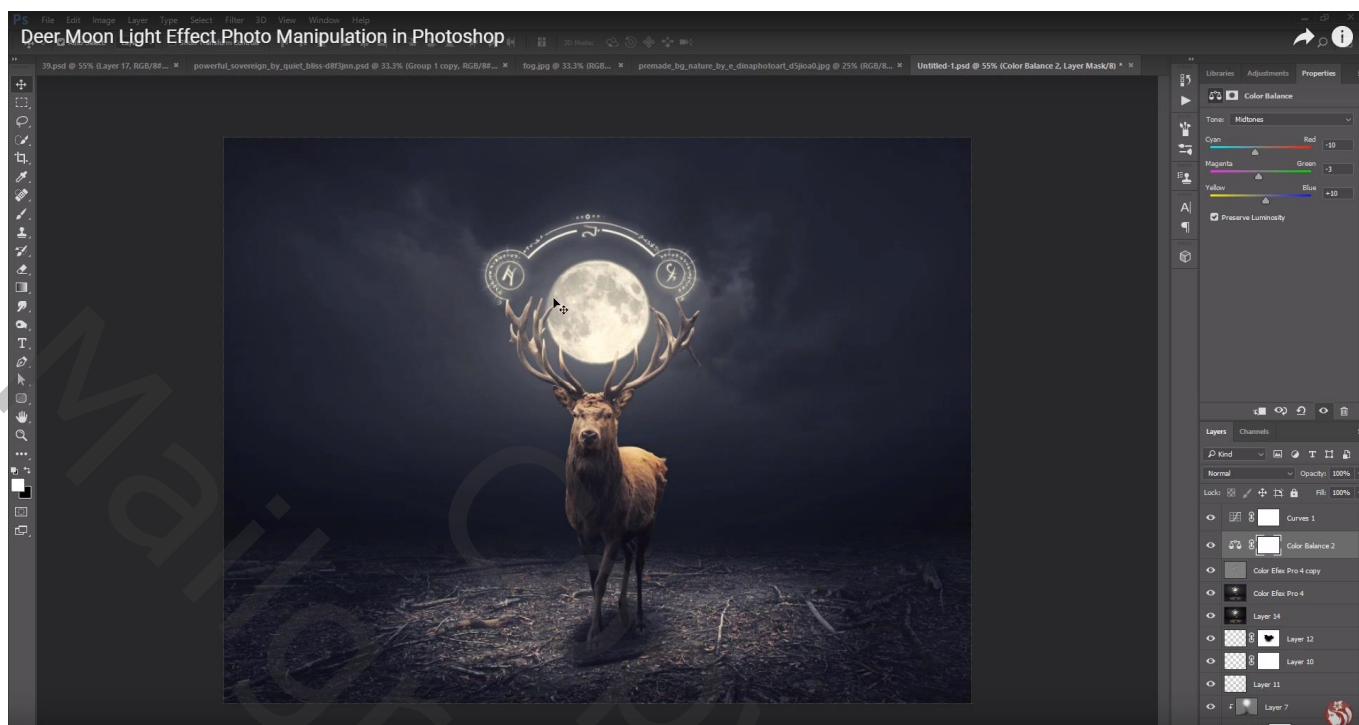 Ps File Edit Image Layer Type Select Filter 3D View Window Help
Deer Moon Light Effect Photo Manipulation in Photoshop
3D Mode:
39.psd @ 55% (Layer 17, RGB/8#... × powerful_sovereign_by_quiet_bliss-d8f3jnn.psd @ 33.3% (Group 1 copy, RGB/8#... × fog.jpg @ 33.3% (RGB... × premade_bg_nature_by_e_dinaphotoart_d5jioa0.jpg @ 25% (RGB/8... × Untitled-1.psd @ 55% (Color Balance 2, Layer Mask/8) * ×
Libraries Adjustments Properties
Color Balance
Tone: Midtones
Cyan Red -10
Magenta Green -3
Yellow Blue +10
Preserve Luminosity
Layers Channels
Kind
Normal Opacity: 100%
Lock: Fill: 100%
Curves 1
Color Balance 2
Color Efex Pro 4 copy
Color Efex Pro 4
Layer 14
Layer 12
Layer 10
Layer 11
Layer 7